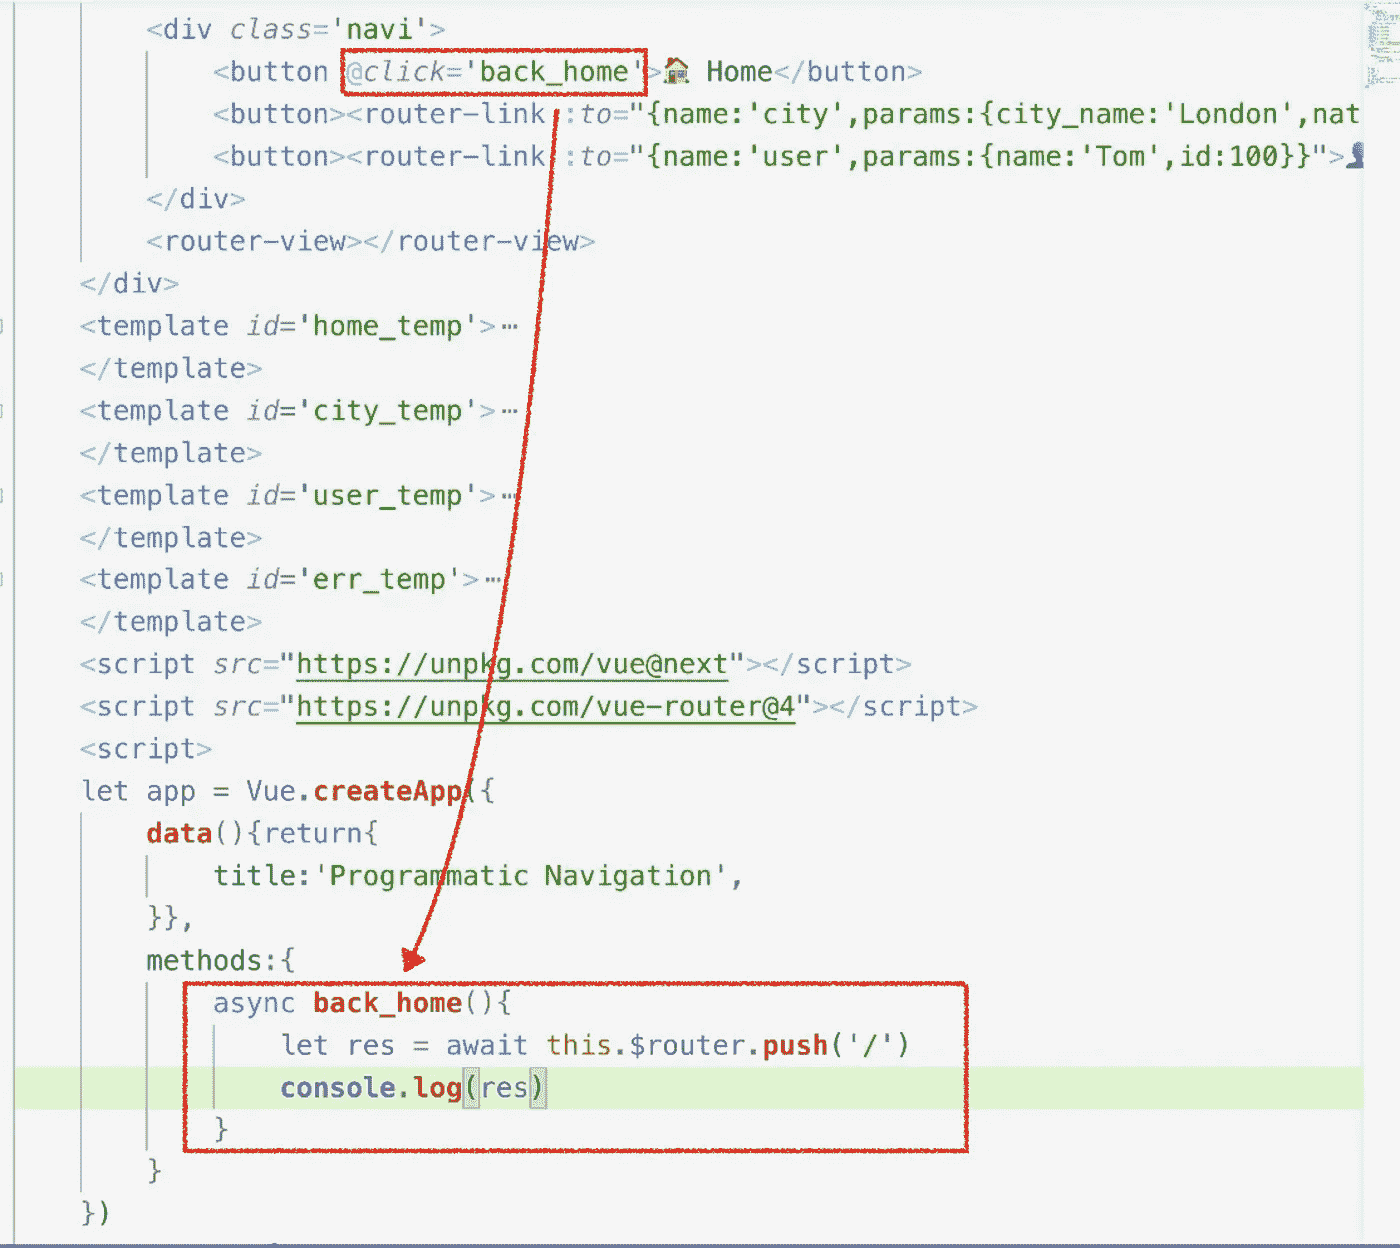 <div class='navi'>
<button @click='back_home'>🏠 Home</button>
<button><router-link :to="{name:'city',params:{city_name:'London',nat
<button><router-link :to="{name:'user',params:{name:'Tom',id:100}}">👤
</div>
<router-view></router-view>
</div>
<template id='home_temp'>⋯
</template>
<template id='city_temp'>⋯
</template>
<template id='user_temp'>⋯
</template>
<template id='err_temp'>⋯
</template>
<script src="https://unpkg.com/vue@next"></script>
<script src="https://unpkg.com/vue-router@4"></script>
<script>
let app = Vue.createApp({
data(){return{
title:'Programmatic Navigation',
}},
methods:{
async back_home(){
let res = await this.$router.push('/')
console.log(res)
}
}
})